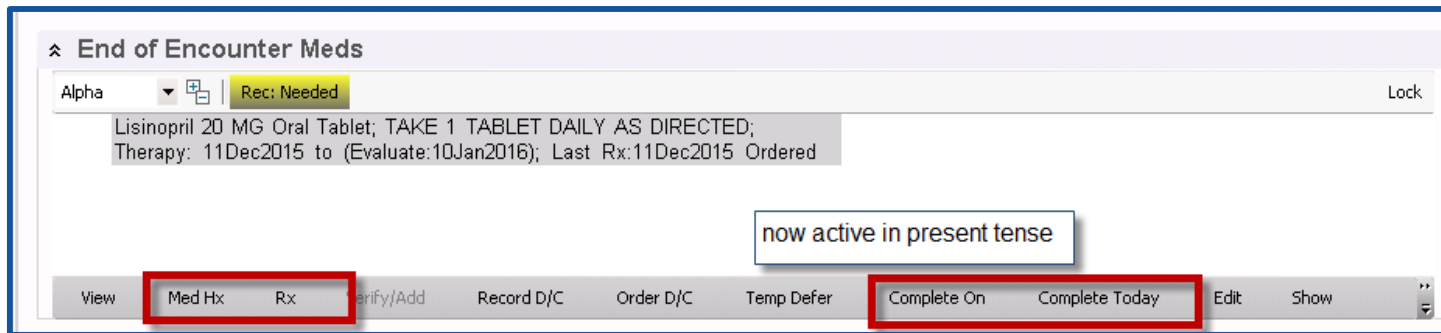 End of Encounter Meds
Alpha Rec: Needed Lock
Lisinopril 20 MG Oral Tablet; TAKE 1 TABLET DAILY AS DIRECTED;
Therapy: 11Dec2015 to (Evaluate:10Jan2016); Last Rx:11Dec2015 Ordered
now active in present tense
View Med Hx Rx Verify/Add Record D/C Order D/C Temp Defer Complete On Complete Today Edit Show